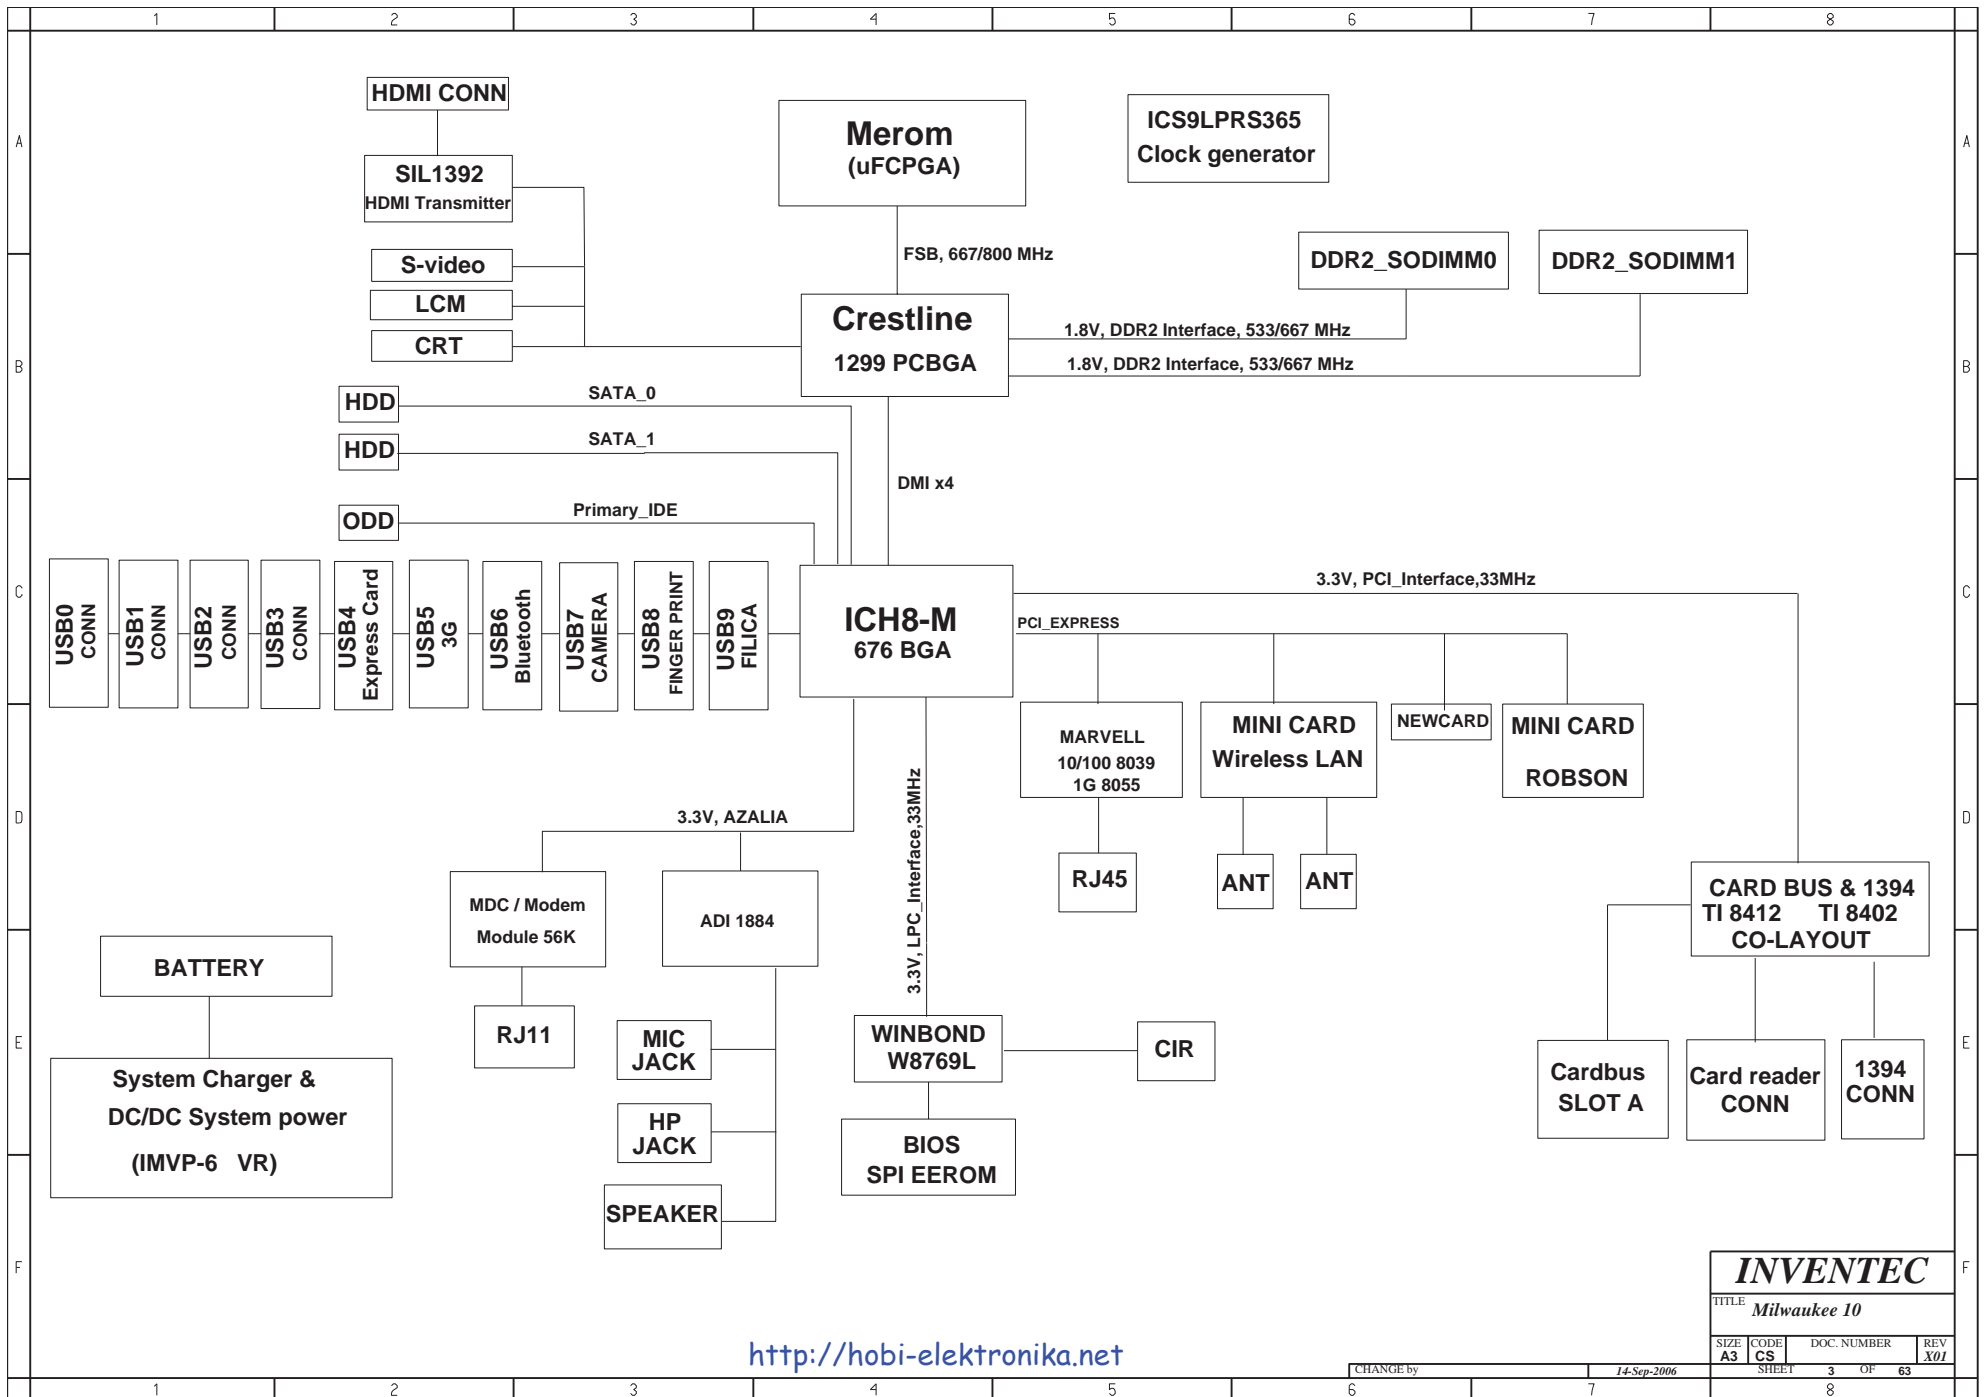 1 2 3 4 5 6 7 8
A A
B B
C C
D D
E E
F F
HDMI CONN
SIL1392
HDMI Transmitter
S-video
LCM
CRT
Merom
(uFCPGA)
ICS9LPRS365
Clock generator
FSB, 667/800 MHz
DDR2_SODIMM0
DDR2_SODIMM1
Crestline
1299 PCBGA
1.8V, DDR2 Interface, 533/667 MHz
1.8V, DDR2 Interface, 533/667 MHz
HDD
SATA_0
HDD
SATA_1
ODD
Primary_IDE
DMI x4
USB0
CONN
USB1
CONN
USB2
CONN
USB3
CONN
USB4
Express Card
USB5
3G
USB6
Bluetooth
USB7
CAMERA
USB8
FINGER PRINT
USB9
FILICA
ICH8-M
676 BGA
3.3V, PCI_Interface,33MHz
PCI_EXPRESS
MARVELL
10/100 8039
1G 8055
MINI CARD
Wireless LAN
NEWCARD
MINI CARD
ROBSON
3.3V, AZALIA
3.3V, LPC_Interface,33MHz
RJ45
ANT
ANT
CARD BUS & 1394
TI 8412 TI 8402
CO-LAYOUT
MDC / Modem
Module 56K
ADI 1884
BATTERY
RJ11
MIC
JACK
WINBOND
W8769L
CIR
System Charger &
DC/DC System power
(IMVP-6 VR)
Cardbus
SLOT A
Card reader
CONN
1394
CONN
HP
JACK
BIOS
SPI EEROM
SPEAKER
INVENTEC
TITLE Milwaukee 10
SIZE CODE DOC. NUMBER REV
A3 CS X01
CHANGE by 14-Sep-2006 SHEET 3 OF 63
http://hobi-elektronika.net
1 2 3 4 5 6 7 8